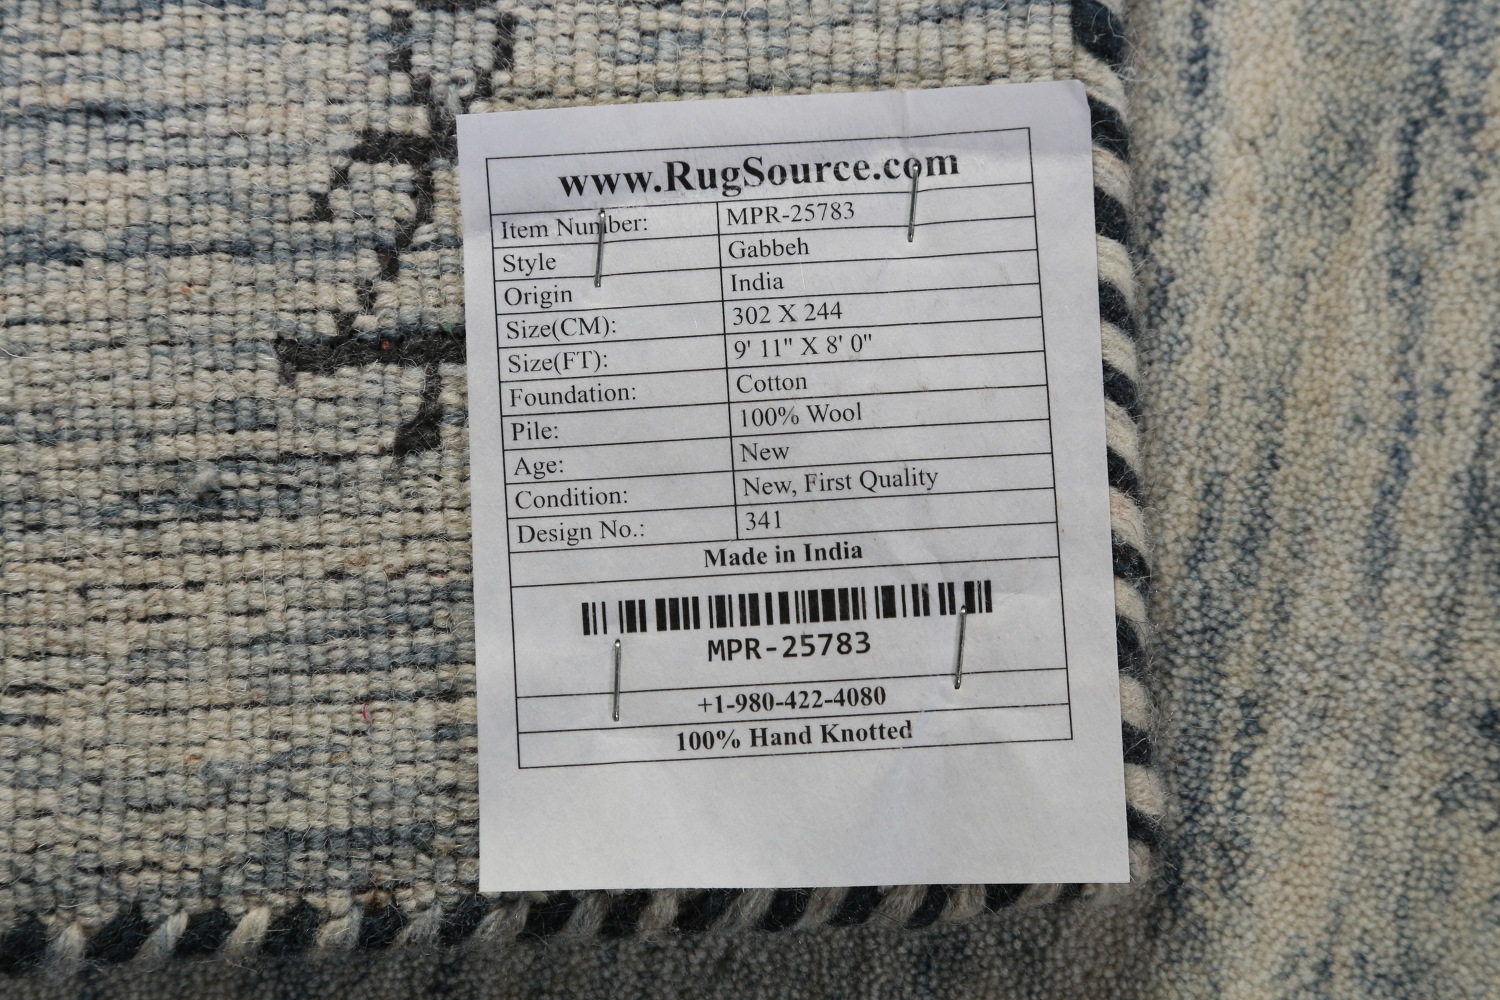 www.RugSource.com
Item Number: MPR-25783
Style Gabbeh
Origin India
Size(CM): 302 X 244
Size(FT): 9' 11" X 8' 0"
Foundation: Cotton
Pile: 100% Wool
Age: New
Condition: New, First Quality
Design No.: 341
Made in India
MPR-25783
+1-980-422-4080
100% Hand Knotted